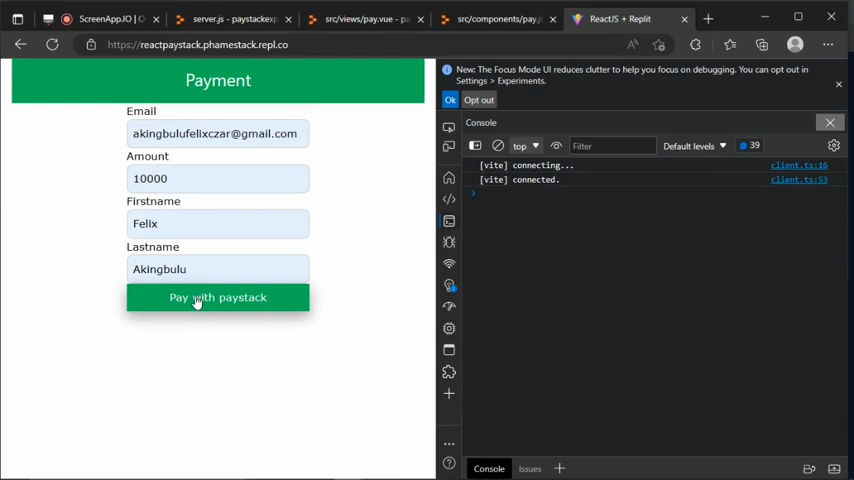 ScreenApp.IO | O
server.js - paystackexp
src/views/pay.vue - pa
src/components/pay.js
ReactJS + Replit
https://reactpaystack.phamestack.repl.co
Payment
Email
akingbulufelixczar@gmail.com
Amount
10000
Firstname
Felix
Lastname
Akingbulu
Pay with paystack
New: The Focus Mode UI reduces clutter to help you focus on debugging. You can opt out in
Settings > Experiments.
Ok
Opt out
Console
top
Filter
Default levels
39
[vite] connecting...
client.ts:16
[vite] connected.
client.ts:53
Console
Issues